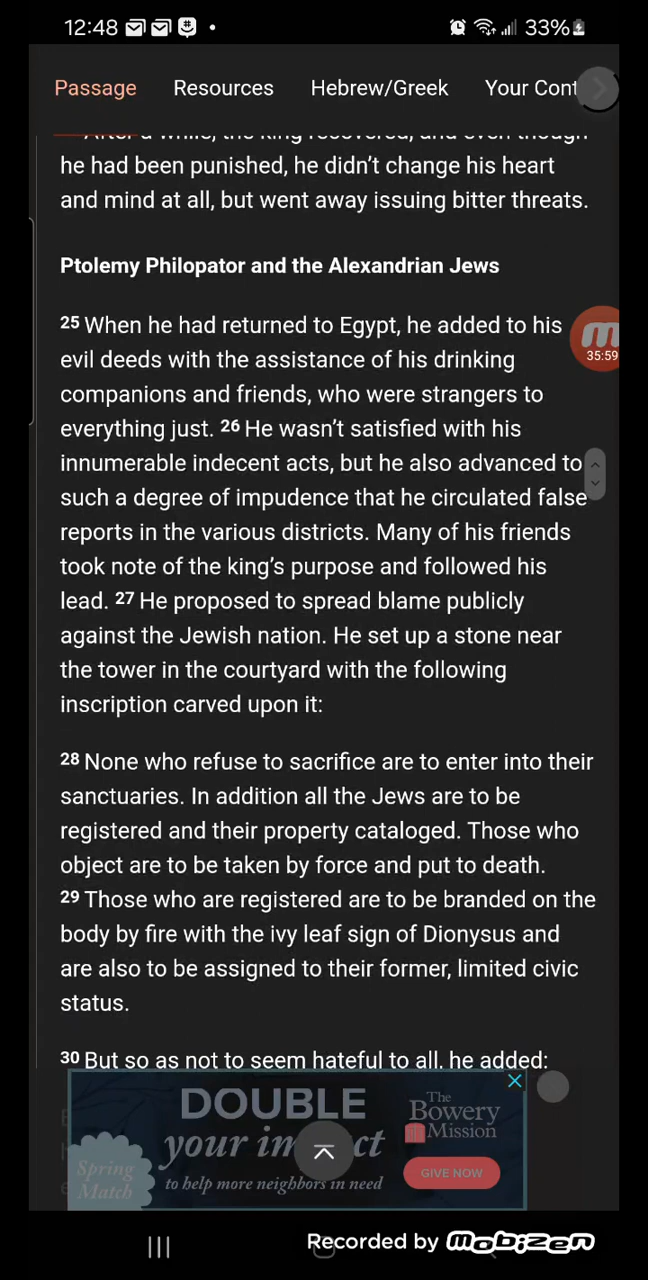 12:48
33%
Passage Resources Hebrew/Greek Your Cont
After a while, the king recovered, and even though
he had been punished, he didn't change his heart
and mind at all, but went away issuing bitter threats.
Ptolemy Philopator and the Alexandrian Jews
25 When he had returned to Egypt, he added to his
evil deeds with the assistance of his drinking
companions and friends, who were strangers to
everything just. 26 He wasn't satisfied with his
innumerable indecent acts, but he also advanced to
such a degree of impudence that he circulated false
reports in the various districts. Many of his friends
took note of the king's purpose and followed his
lead. 27 He proposed to spread blame publicly
against the Jewish nation. He set up a stone near
the tower in the courtyard with the following
inscription carved upon it:
35:59
28 None who refuse to sacrifice are to enter into their
sanctuaries. In addition all the Jews are to be
registered and their property cataloged. Those who
object are to be taken by force and put to death.
29 Those who are registered are to be branded on the
body by fire with the ivy leaf sign of Dionysus and
are also to be assigned to their former, limited civic
status.
30 But so as not to seem hateful to all, he added:
DOUBLE
your im ct
to help more neighbors in need
Spring
Match
The
Bowery
Mission
GIVE NOW
Recorded by mobizen